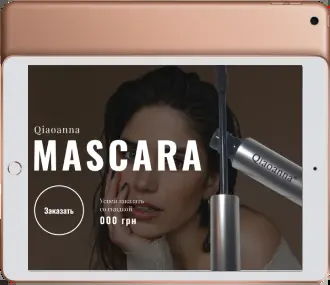 Qiaoanna
MASCARA
Qiaoanna
Заказать
Успей заказать
со скидкой
000 грн